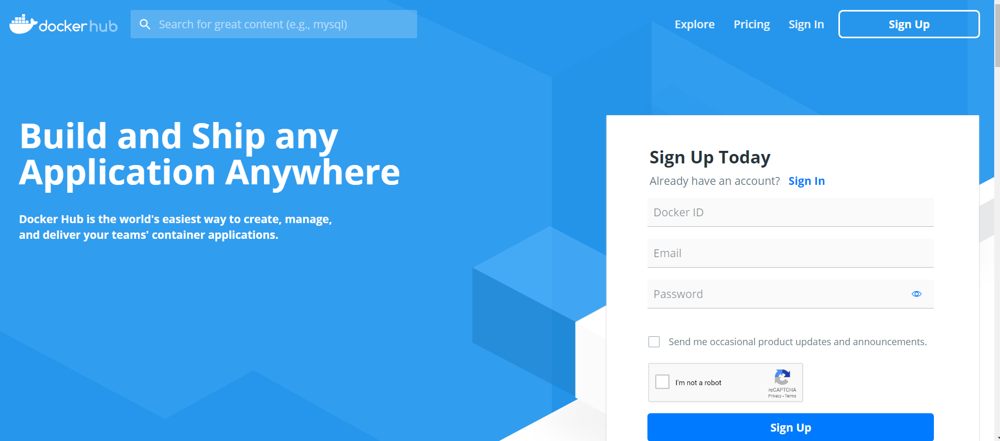 docker hub
Search for great content (e.g., mysql)
Explore
Pricing
Sign In
Sign Up
Build and Ship any
Application Anywhere
Docker Hub is the world's easiest way to create, manage,
and deliver your teams' container applications.
Sign Up Today
Already have an account? Sign In
Docker ID
Email
Password
Send me occasional product updates and announcements.
I'm not a robot
reCAPTCHA
Privacy - Terms
Sign Up